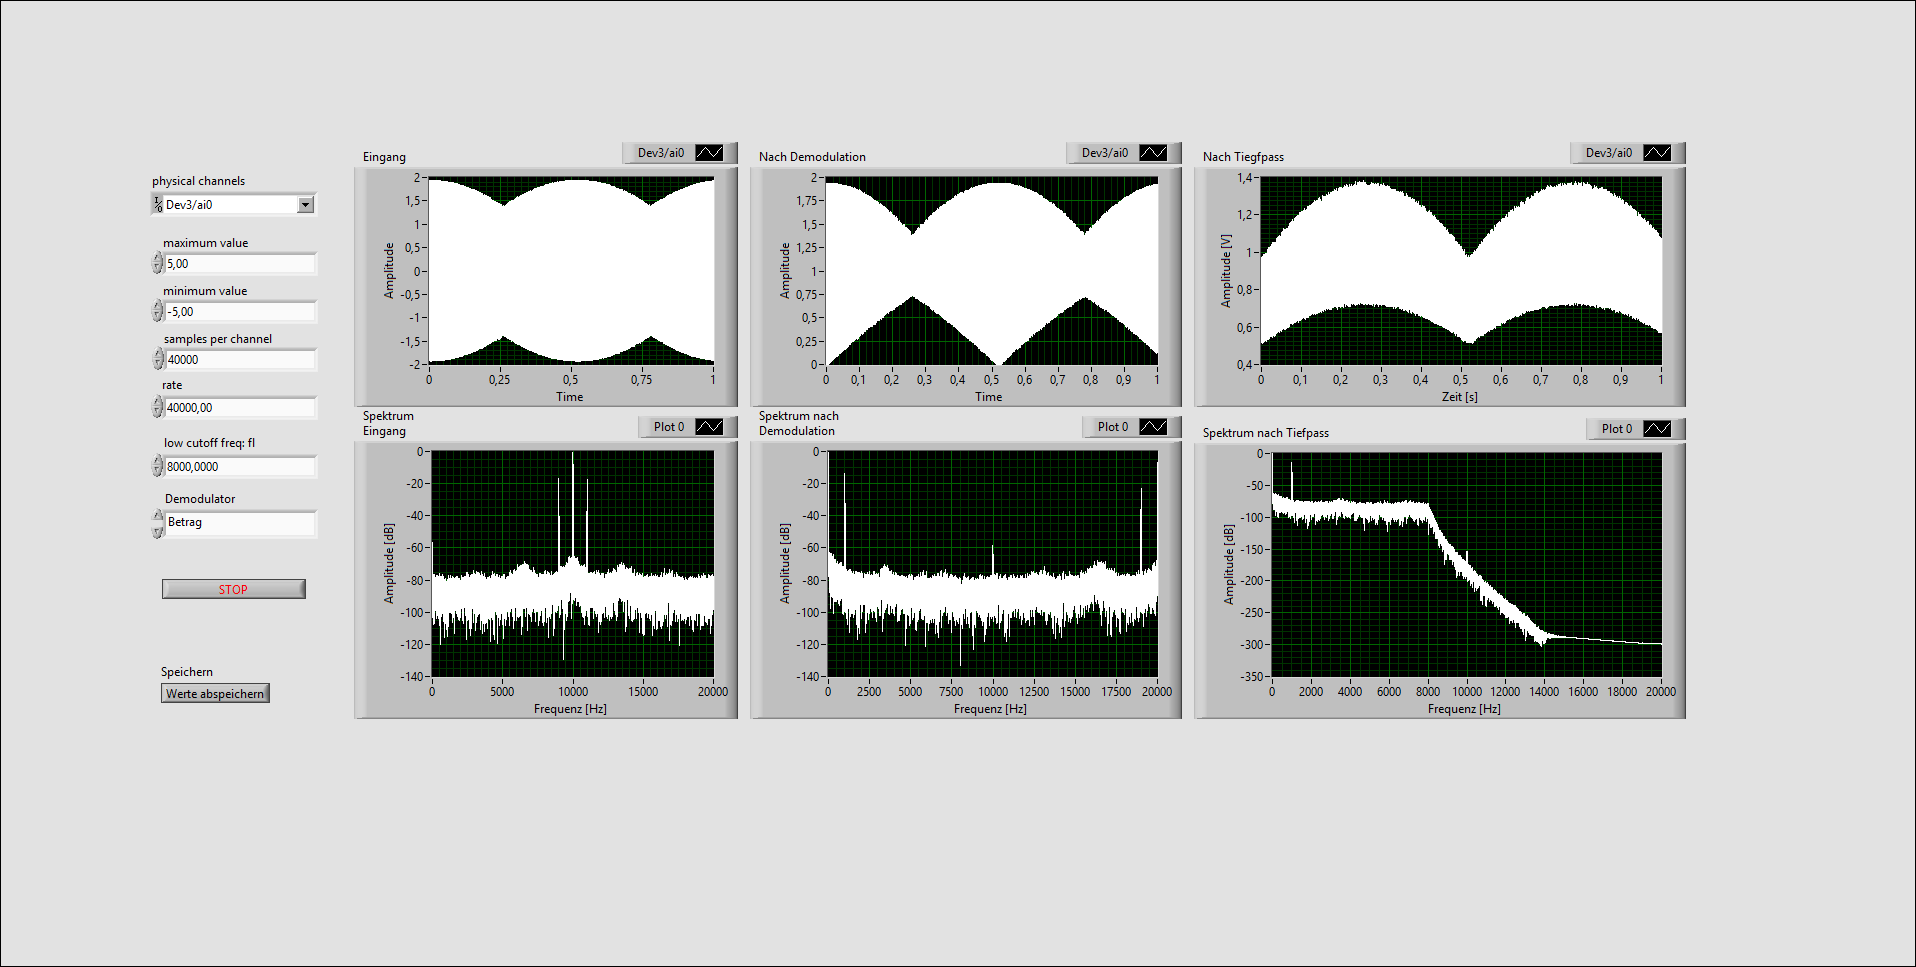 physical channels
Dev3/ai0
maximum value
5,00
minimum value
-5,00
samples per channel
40000
rate
40000,00
low cutoff freq: fl
8000,0000
Demodulator
Betrag
STOP
Speichern
Werte abspeichern
Eingang
Dev3/ai0
Amplitude
2
1,5
1
0,5
0
-0,5
-1
-1,5
-2
0 0,25 0,5 0,75 1
Time
Nach Demodulation
Dev3/ai0
Amplitude
2
1,75
1,5
1,25
1
0,75
0,5
0,25
0
0 0,1 0,2 0,3 0,4 0,5 0,6 0,7 0,8 0,9 1
Time
Nach Tiegfpass
Dev3/ai0
Amplitude [V]
1,4
1,2
1
0,8
0,6
0,4
0 0,1 0,2 0,3 0,4 0,5 0,6 0,7 0,8 0,9 1
Zeit [s]
Spektrum
Eingang
Plot 0
Amplitude [dB]
0
-20
-40
-60
-80
-100
-120
-140
0 5000 10000 15000 20000
Frequenz [Hz]
Spektrum nach
Demodulation
Plot 0
Amplitude [dB]
0
-20
-40
-60
-80
-100
-120
-140
0 2500 5000 7500 10000 12500 15000 17500 20000
Frequenz [Hz]
Spektrum nach Tiefpass
Plot 0
Amplitude [dB]
0
-50
-100
-150
-200
-250
-300
-350
0 2000 4000 6000 8000 10000 12000 14000 16000 18000 20000
Frequenz [Hz]